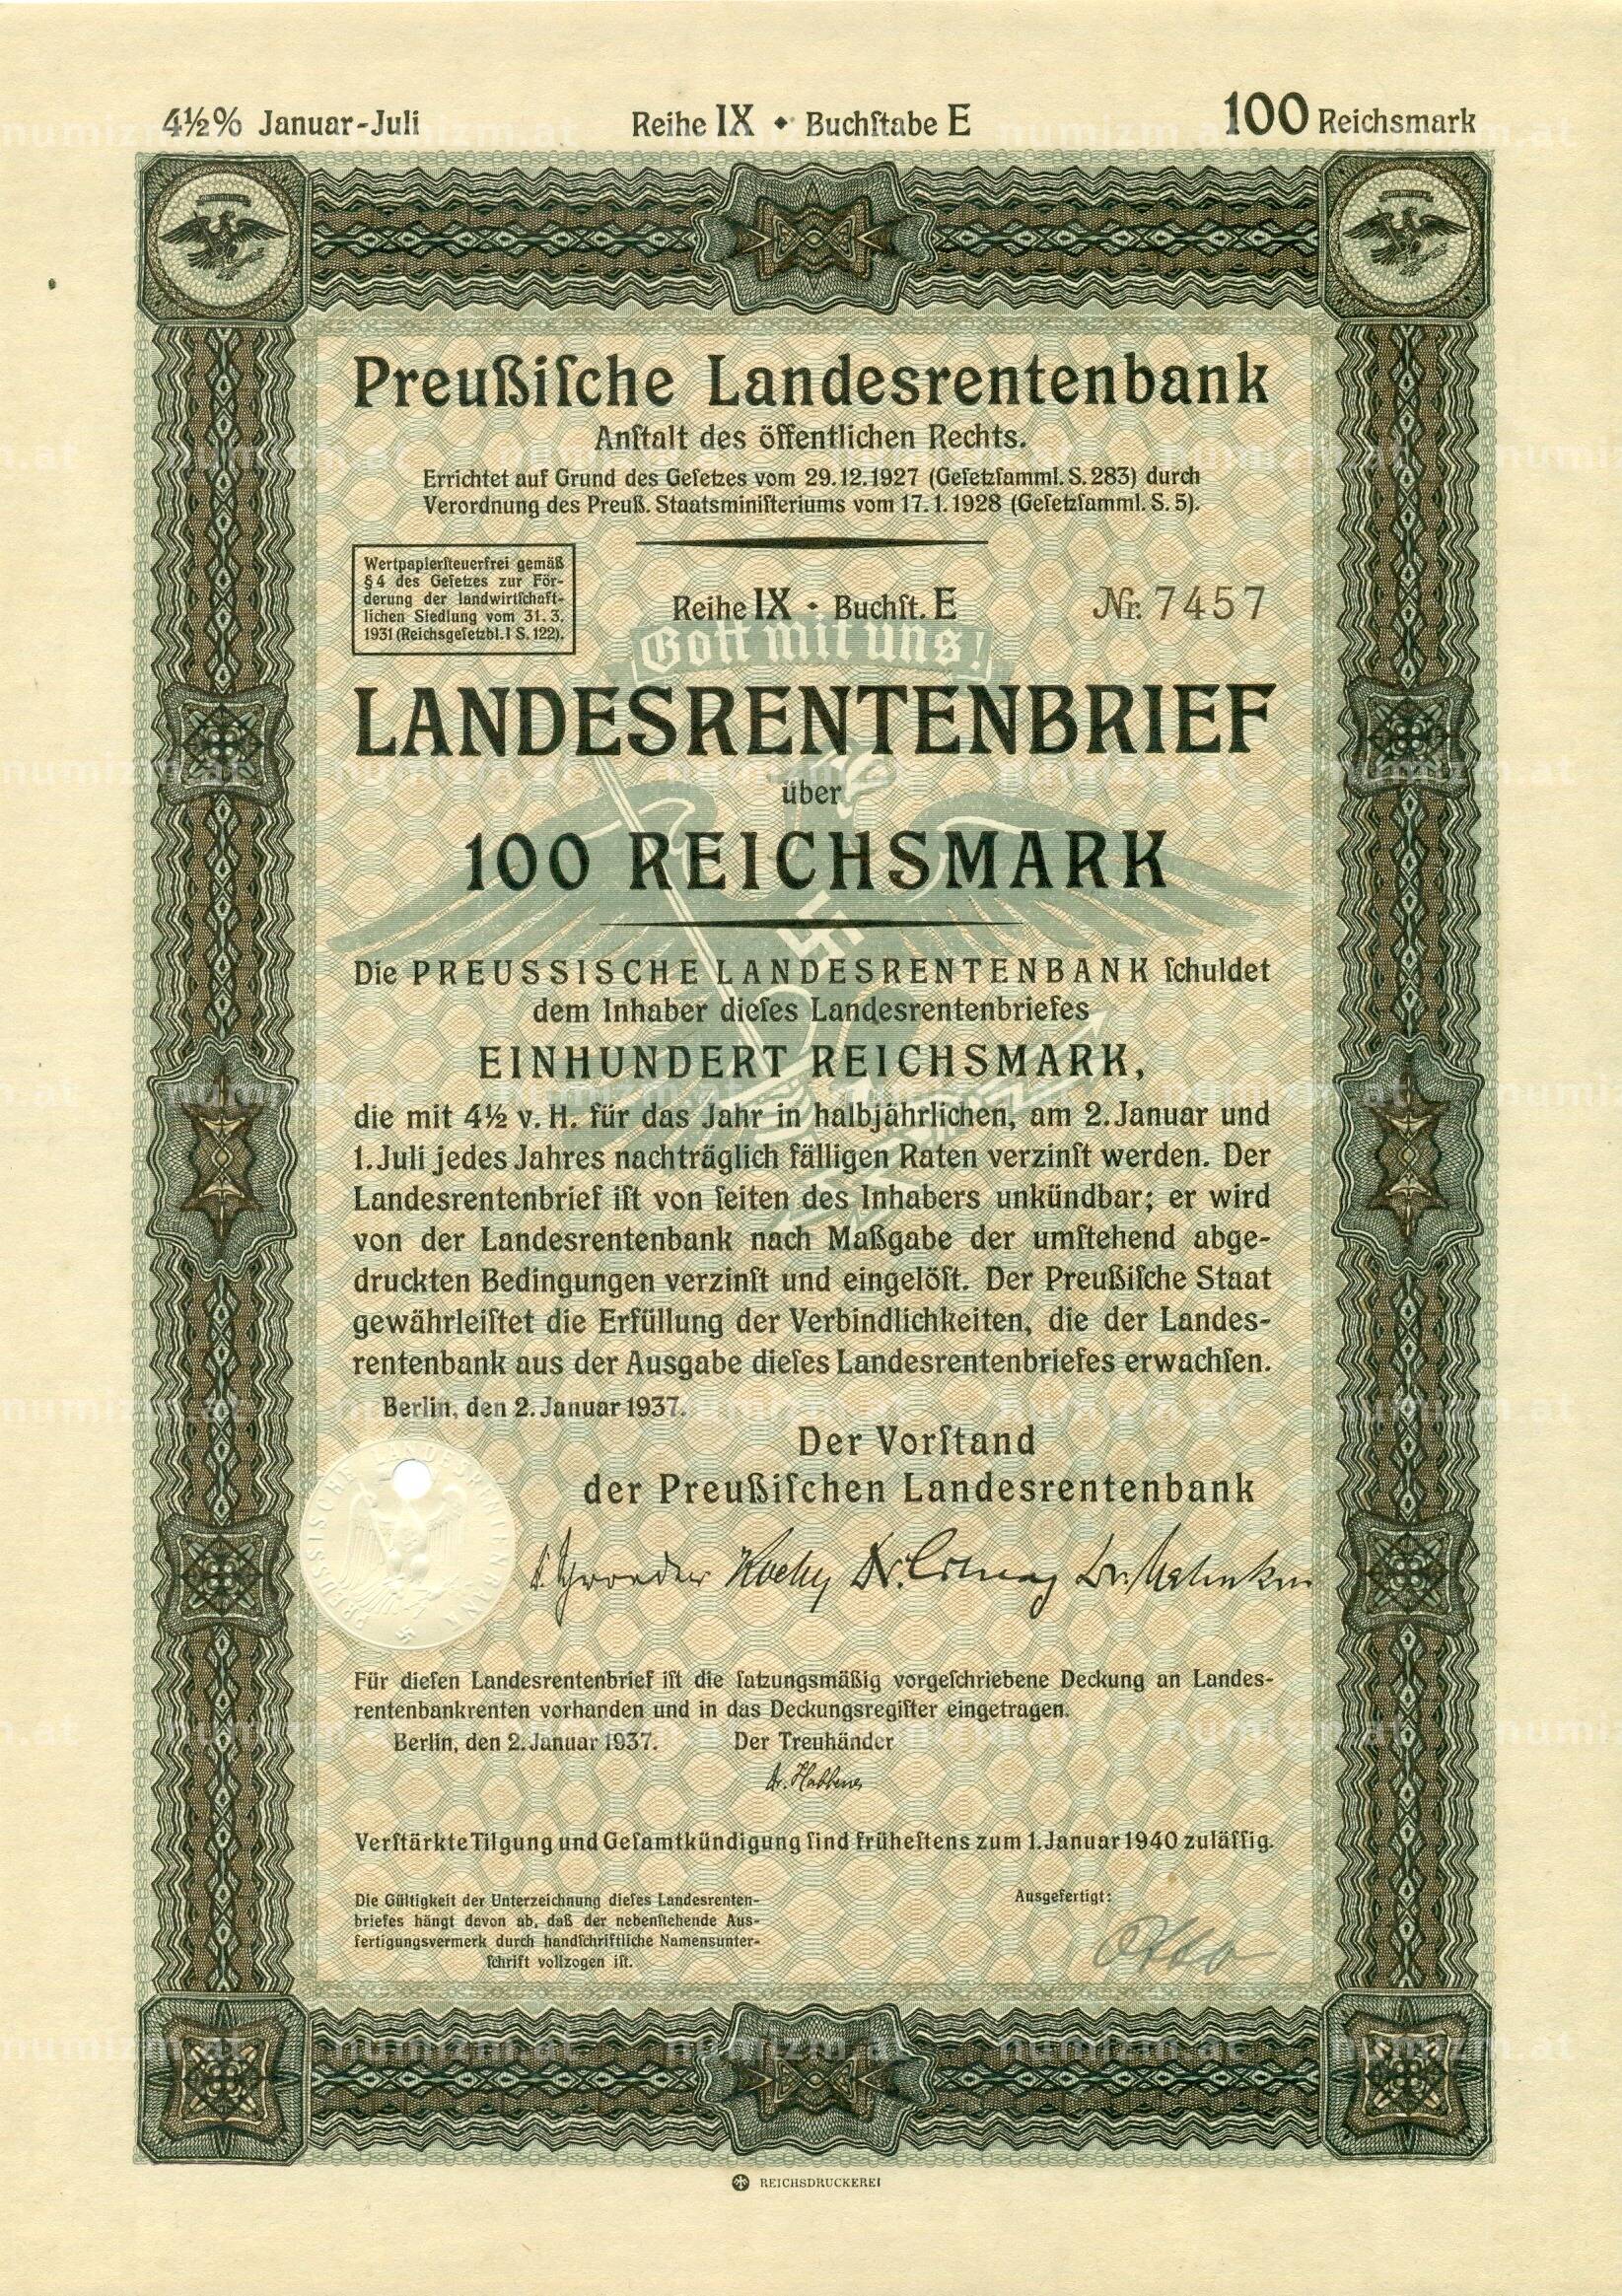 4½% Januar-Juli
Reihe IX • Buchſtabe E
100 Reichsmark
Preußiſche Landesrentenbank
Anſtalt des öffentlichen Rechts.
Errichtet auf Grund des Geſetzes vom 29.12.1927 (Geſetzſamml. S. 283) durch
Verordnung des Preuß. Staatsminiſteriums vom 17. 1. 1928 (Geſetzſamml. S. 5).
Wertpapierſteuerfrei gemäß
§ 4 des Geſetzes zur För-
derung der landwirtſchaft-
lichen Siedlung vom 31. 3.
1931 (Reichsgeſetzbl. I S. 122).
Reihe IX • Buchſt. E
Nr. 7457
Gott mit uns!
LANDESRENTENBRIEF
über
100 REICHSMARK
Die PREUSSISCHE LANDESRENTENBANK ſchuldet
dem Inhaber dieſes Landesrentenbriefes
EINHUNDERT REICHSMARK,
die mit 4½ v. H. für das Jahr in halbjährlichen, am 2. Januar und
1. Juli jedes Jahres nachträglich fälligen Raten verzinſt werden. Der
Landesrentenbrief iſt von ſeiten des Inhabers unkündbar; er wird
von der Landesrentenbank nach Maßgabe der umſtehend abge-
druckten Bedingungen verzinſt und eingelöſt. Der Preußiſche Staat
gewährleiſtet die Erfüllung der Verbindlichkeiten, die der Landes-
rentenbank aus der Ausgabe dieſes Landesrentenbriefes erwachſen.
Berlin, den 2. Januar 1937.
Der Vorſtand
der Preußiſchen Landesrentenbank
PREUSSISCHE LANDESRENTENBANK
Für dieſen Landesrentenbrief iſt die ſatzungsmäßig vorgeſchriebene Deckung an Landes-
rentenbankrenten vorhanden und in das Deckungsregiſter eingetragen.
Berlin, den 2. Januar 1937.
Der Treuhänder
Verſtärkte Tilgung und Geſamtkündigung ſind früheſtens zum 1. Januar 1940 zuläſſig.
Die Gültigkeit der Unterzeichnung dieſes Landesrenten-
briefes hängt davon ab, daß der nebenſtehende Aus-
fertigungsvermerk durch handſchriftliche Namensunter-
ſchrift vollzogen iſt.
Ausgefertigt:
REICHSDRUCKEREI
numizm.at